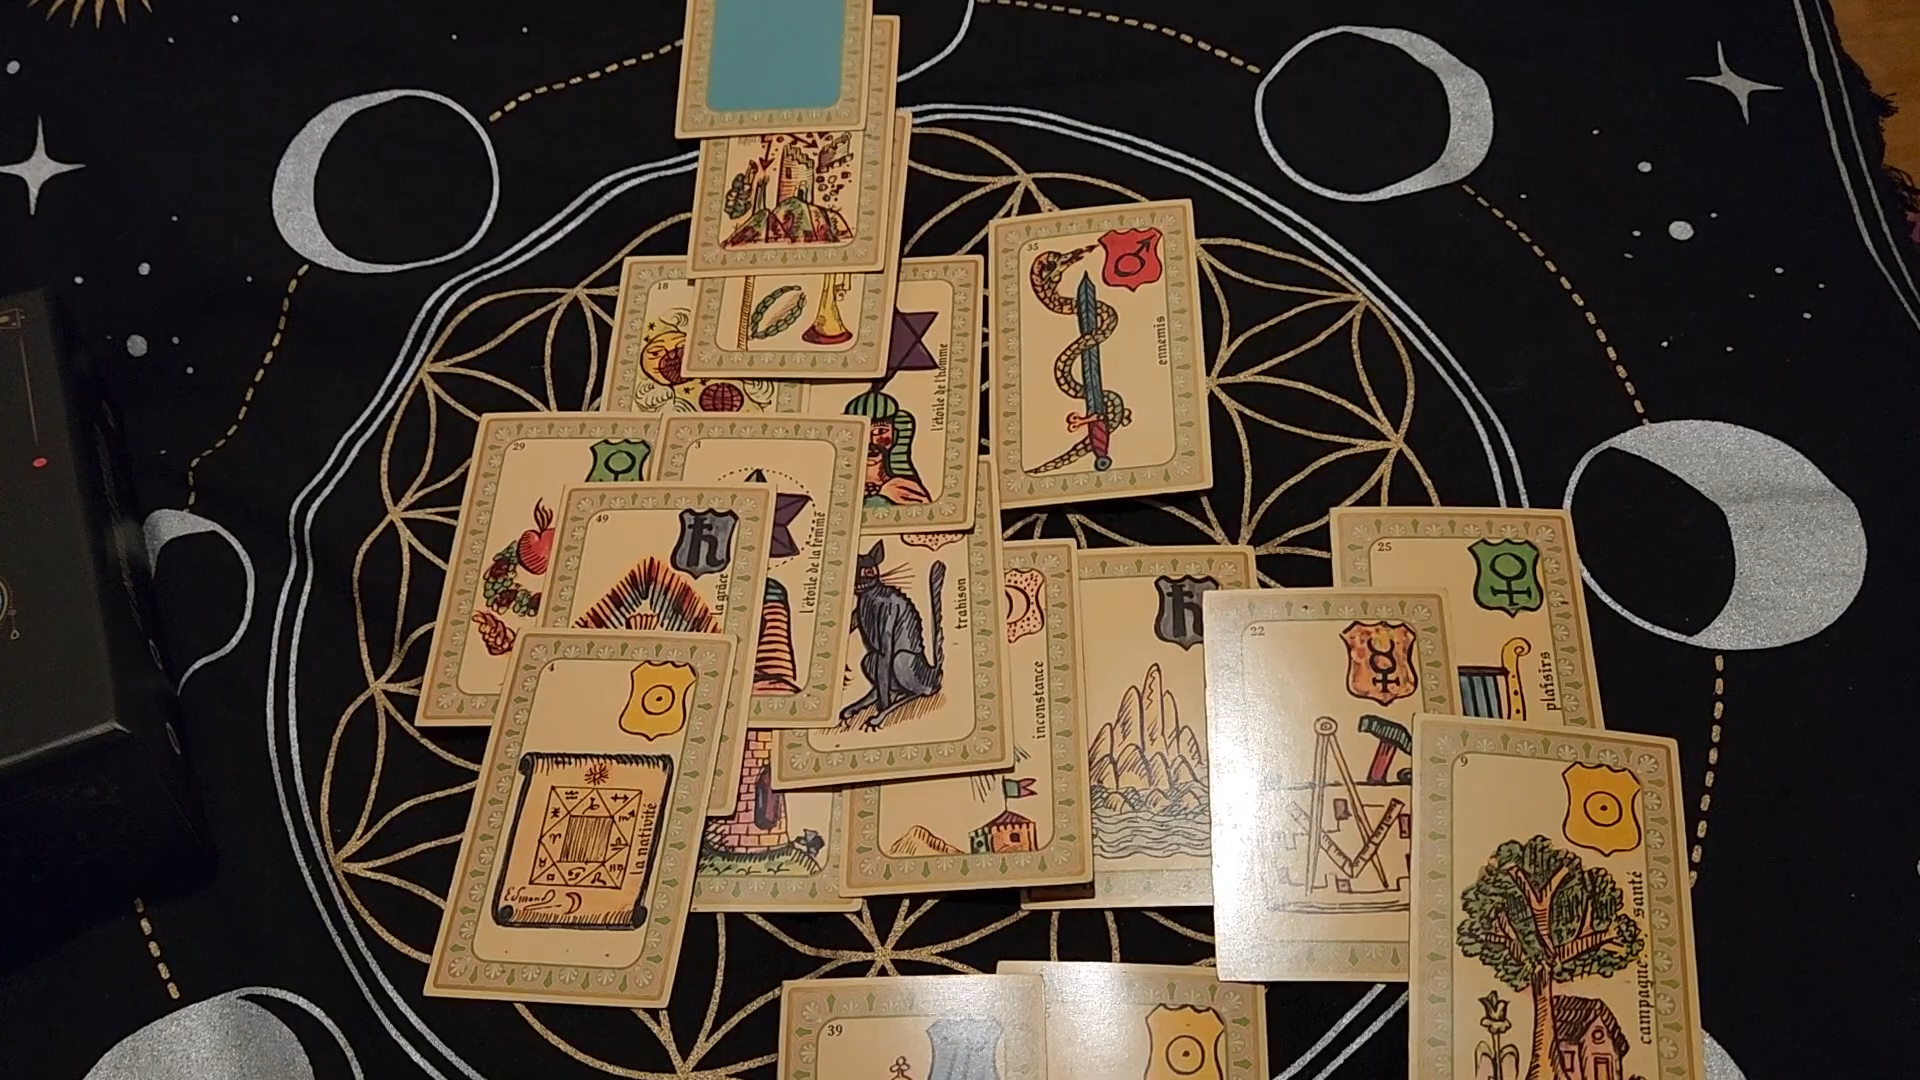 35
ennemis
18
l'étoile de l'homme
29
3
l'étoile de la femme
49
la grâce
trahison
inconstance
25
plaisirs
22
4
la nativité
Edmond
9
campagne. santé
39